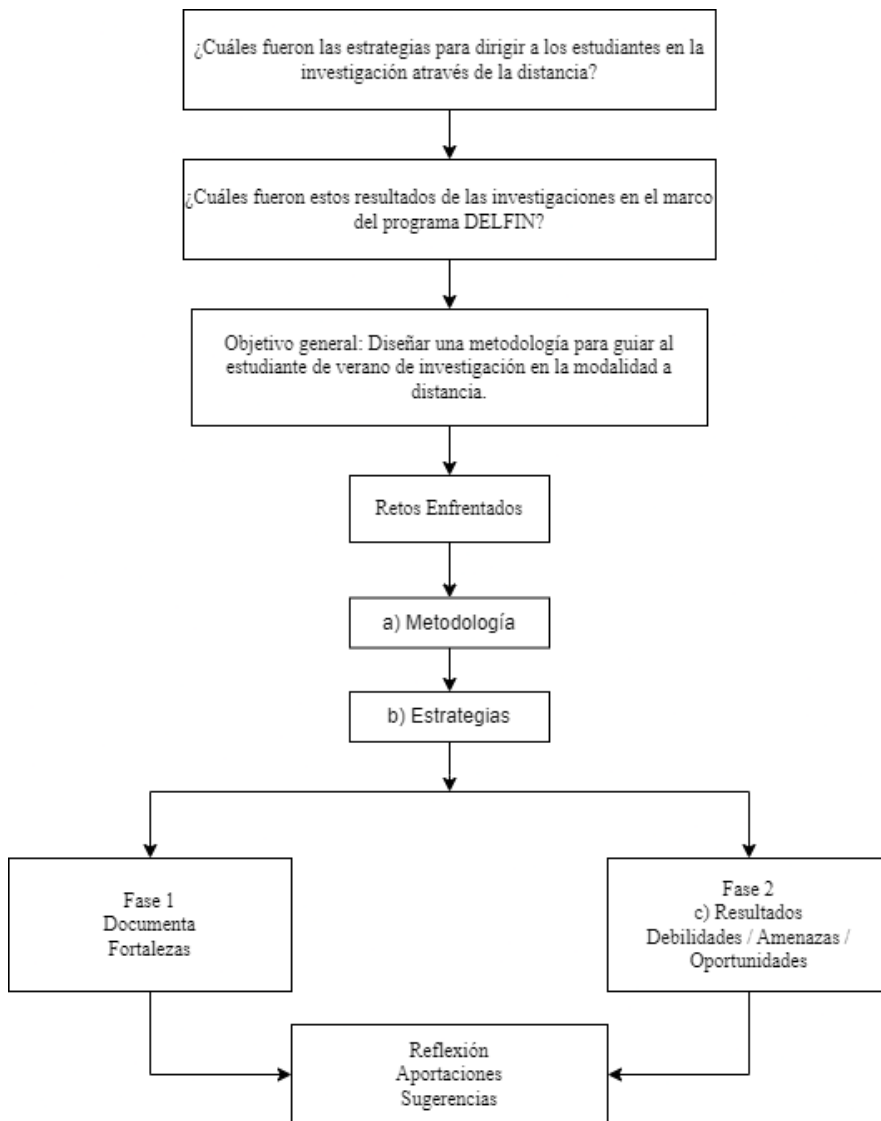 ¿Cuáles fueron las estrategias para dirigir a los estudiantes en la
investigación através de la distancia?
¿Cuáles fueron estos resultados de las investigaciones en el marco
del programa DELFIN?
Objetivo general: Diseñar una metodología para guiar al
estudiante de verano de investigación en la modalidad a
distancia.
Retos Enfrentados
a) Metodología
b) Estrategias
Fase 1
Documenta
Fortalezas
Fase 2
c) Resultados
Debilidades / Amenazas /
Oportunidades
Reflexión
Aportaciones
Sugerencias